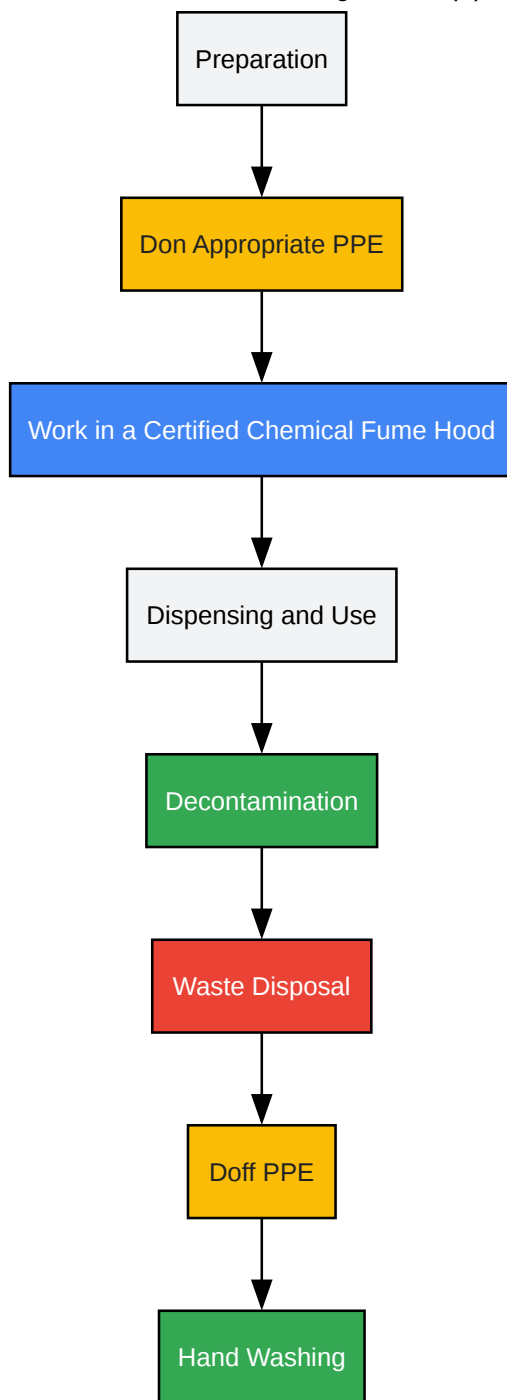 Preparation
Don Appropriate PPE
Work in a Certified Chemical Fume Hood
Dispensing and Use
Decontamination
Waste Disposal
Doff PPE
Hand Washing